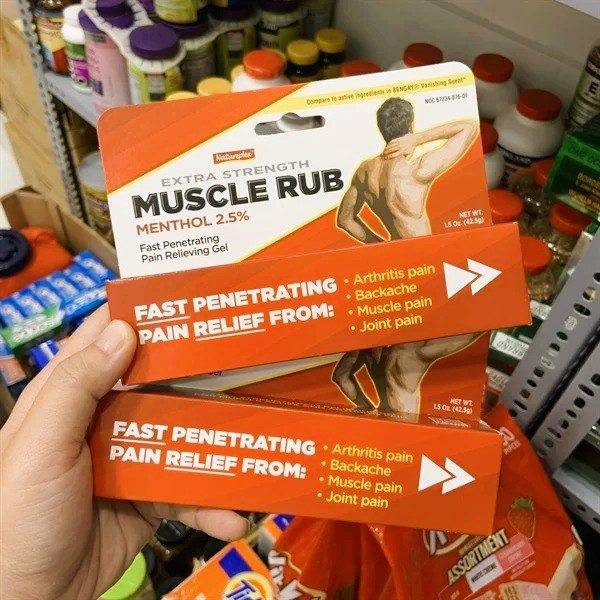 Compare to active ingredients in BENGAY® Vanishing Scent*
NDC 67234-076-01
Natureplex
EXTRA STRENGTH
MUSCLE RUB
MENTHOL 2.5%
Fast Penetrating
Pain Relieving Gel
NET WT.
1.5 Oz. (42.5g)
FAST PENETRATING
PAIN RELIEF FROM:
• Arthritis pain
• Backache
• Muscle pain
• Joint pain
NET WT.
1.5 Oz. (42.5g)
FAST PENETRATING
PAIN RELIEF FROM:
• Arthritis pain
• Backache
• Muscle pain
• Joint pain
ASSORTMENT
Tide